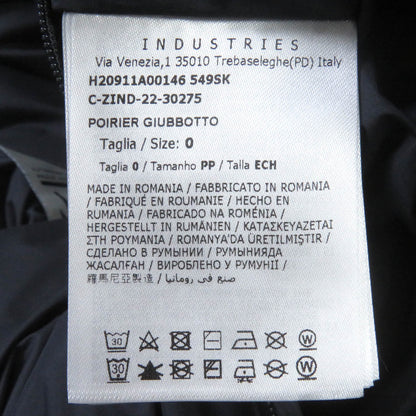 INDUSTRIES
Via Venezia,1 35010 Trebaseleghe(PD) Italy
H20911A00146 549SK
C-ZIND-22-30275
POIRIER GIUBBOTTO
Taglia / Size: 0
Taglia 0 / Tamanho PP / Talla ECH
MADE IN ROMANIA / FABBRICATO IN ROMANIA
/ FABRIQUÉ EN ROUMANIE / HECHO EN
RUMANIA / FABRICADO NA ROMÉNIA /
HERGESTELLT IN RUMÄNIEN / ΚΑΤΑΣΚΕΥΑΖΕΤΑΙ
ΣΤΗ ΡΟΥΜΑΝΙΑ / ROMANYA'DA ÜRETİLMIŞTIR /
СДЕЛАНО В РУМЫНИИ / РУМЫНИЯДА
ЖАСАЛҒАН / ВИРОБЛЕНО У РУМУНІЇ /
羅馬尼亞製造 / صنع في رومانيا
30 W
30 W